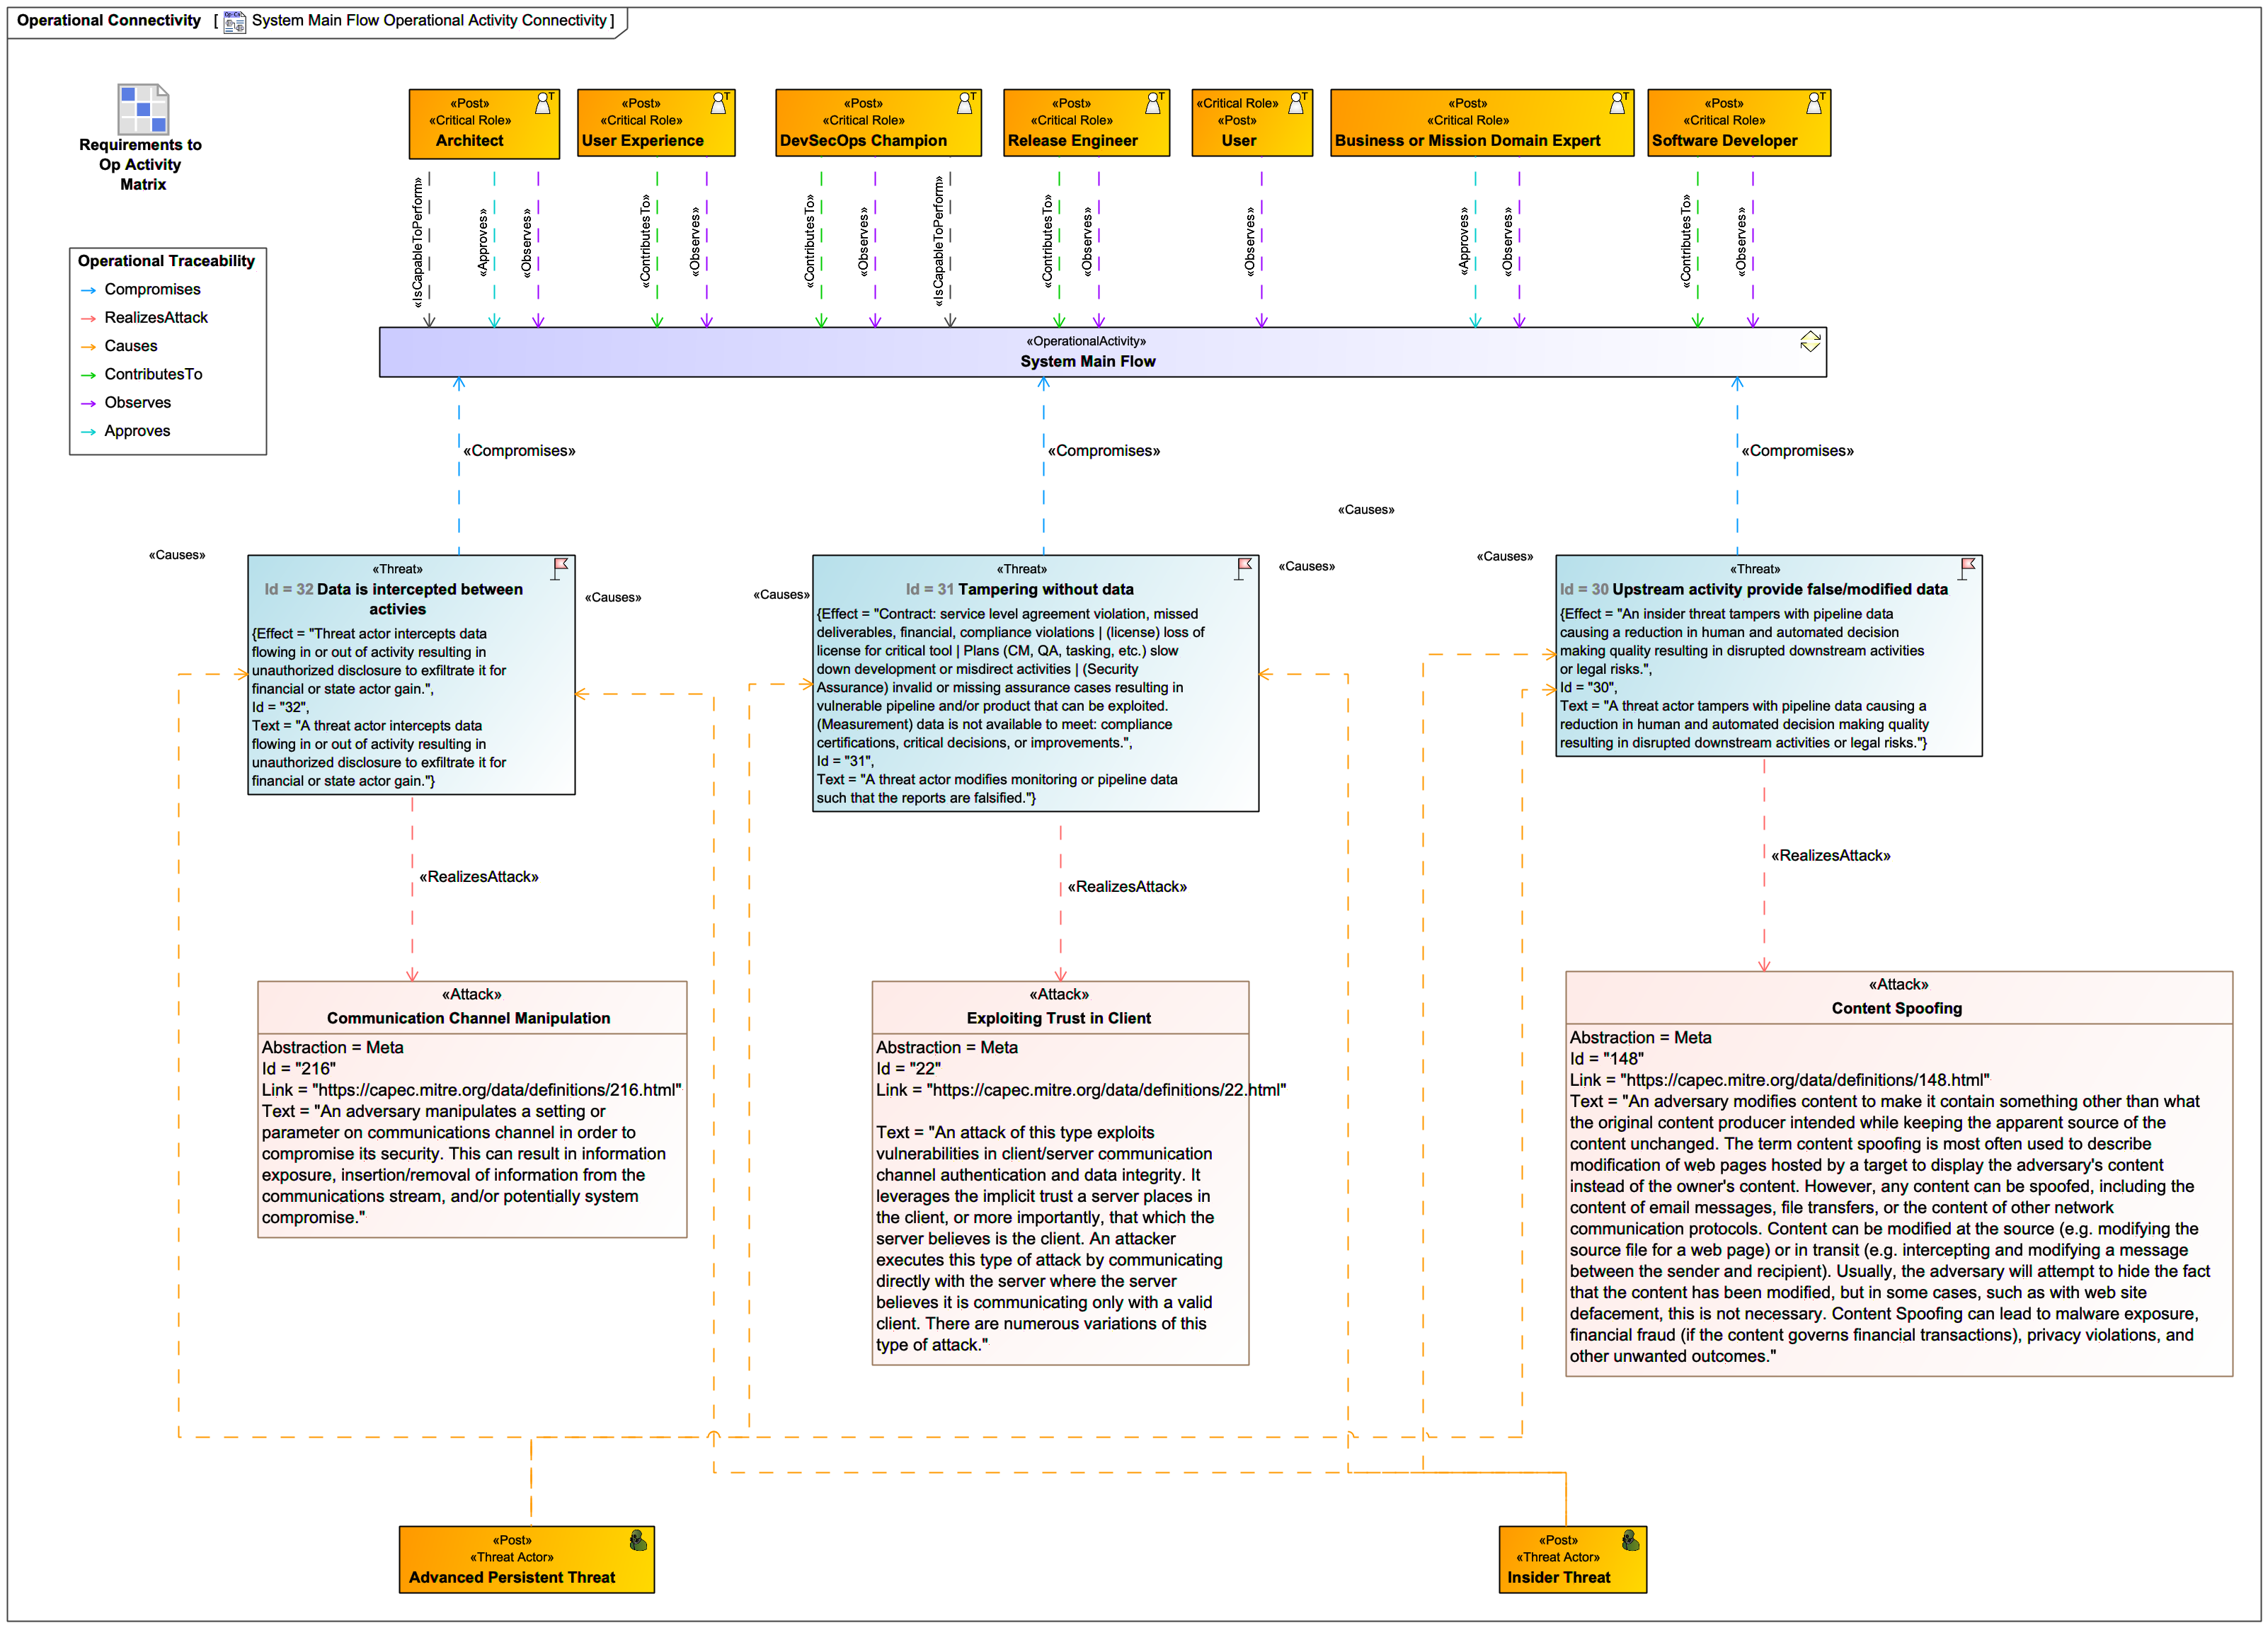 Operational Connectivity [ System Main Flow Operational Activity Connectivity ]
Requirements to
Op Activity
Matrix
Operational Traceability
Compromises
RealizesAttack
Causes
ContributesTo
Observes
Approves
«Post»
«Critical Role»
Architect
«Post»
«Critical Role»
User Experience
«Post»
«Critical Role»
DevSecOps Champion
«Post»
«Critical Role»
Release Engineer
«Critical Role»
«Post»
User
«Post»
«Critical Role»
Business or Mission Domain Expert
«Post»
«Critical Role»
Software Developer
«IsCapableToPerform»
«Approves»
«Observes»
«ContributesTo»
«Observes»
«ContributesTo»
«Observes»
«IsCapableToPerform»
«ContributesTo»
«Observes»
«Observes»
«Approves»
«Observes»
«ContributesTo»
«Observes»
«OperationalActivity»
System Main Flow
«Compromises»
«Compromises»
«Compromises»
«Causes»
«Causes»
«Causes»
«Causes»
«Causes»
«Causes»
«Threat»
Id = 32 Data is intercepted between
activies
{Effect = "Threat actor intercepts data
flowing in or out of activity resulting in
unauthorized disclosure to exfiltrate it for
financial or state actor gain.",
Id = "32",
Text = "A threat actor intercepts data
flowing in or out of activity resulting in
unauthorized disclosure to exfiltrate it for
financial or state actor gain."}
«Threat»
Id = 31 Tampering without data
{Effect = "Contract: service level agreement violation, missed
deliverables, financial, compliance violations | (license) loss of
license for critical tool | Plans (CM, QA, tasking, etc.) slow
down development or misdirect activities | (Security
Assurance) invalid or missing assurance cases resulting in
vulnerable pipeline and/or product that can be exploited.
(Measurement) data is not available to meet: compliance
certifications, critical decisions, or improvements.",
Id = "31",
Text = "A threat actor modifies monitoring or pipeline data
such that the reports are falsified."}
«Threat»
Id = 30 Upstream activity provide false/modified data
{Effect = "An insider threat tampers with pipeline data
causing a reduction in human and automated decision
making quality resulting in disrupted downstream activities
or legal risks.",
Id = "30",
Text = "A threat actor tampers with pipeline data causing a
reduction in human and automated decision making quality
resulting in disrupted downstream activities or legal risks."}
«RealizesAttack»
«RealizesAttack»
«RealizesAttack»
«Attack»
Communication Channel Manipulation
Abstraction = Meta
Id = "216"
Link = "https://capec.mitre.org/data/definitions/216.html"
Text = "An adversary manipulates a setting or
parameter on communications channel in order to
compromise its security. This can result in information
exposure, insertion/removal of information from the
communications stream, and/or potentially system
compromise."
«Attack»
Exploiting Trust in Client
Abstraction = Meta
Id = "22"
Link = "https://capec.mitre.org/data/definitions/22.html"
Text = "An attack of this type exploits
vulnerabilities in client/server communication
channel authentication and data integrity. It
leverages the implicit trust a server places in
the client, or more importantly, that which the
server believes is the client. An attacker
executes this type of attack by communicating
directly with the server where the server
believes it is communicating only with a valid
client. There are numerous variations of this
type of attack."
«Attack»
Content Spoofing
Abstraction = Meta
Id = "148"
Link = "https://capec.mitre.org/data/definitions/148.html"
Text = "An adversary modifies content to make it contain something other than what
the original content producer intended while keeping the apparent source of the
content unchanged. The term content spoofing is most often used to describe
modification of web pages hosted by a target to display the adversary's content
instead of the owner's content. However, any content can be spoofed, including the
content of email messages, file transfers, or the content of other network
communication protocols. Content can be modified at the source (e.g. modifying the
source file for a web page) or in transit (e.g. intercepting and modifying a message
between the sender and recipient). Usually, the adversary will attempt to hide the fact
that the content has been modified, but in some cases, such as with web site
defacement, this is not necessary. Content Spoofing can lead to malware exposure,
financial fraud (if the content governs financial transactions), privacy violations, and
other unwanted outcomes."
«Post»
«Threat Actor»
Advanced Persistent Threat
«Post»
«Threat Actor»
Insider Threat